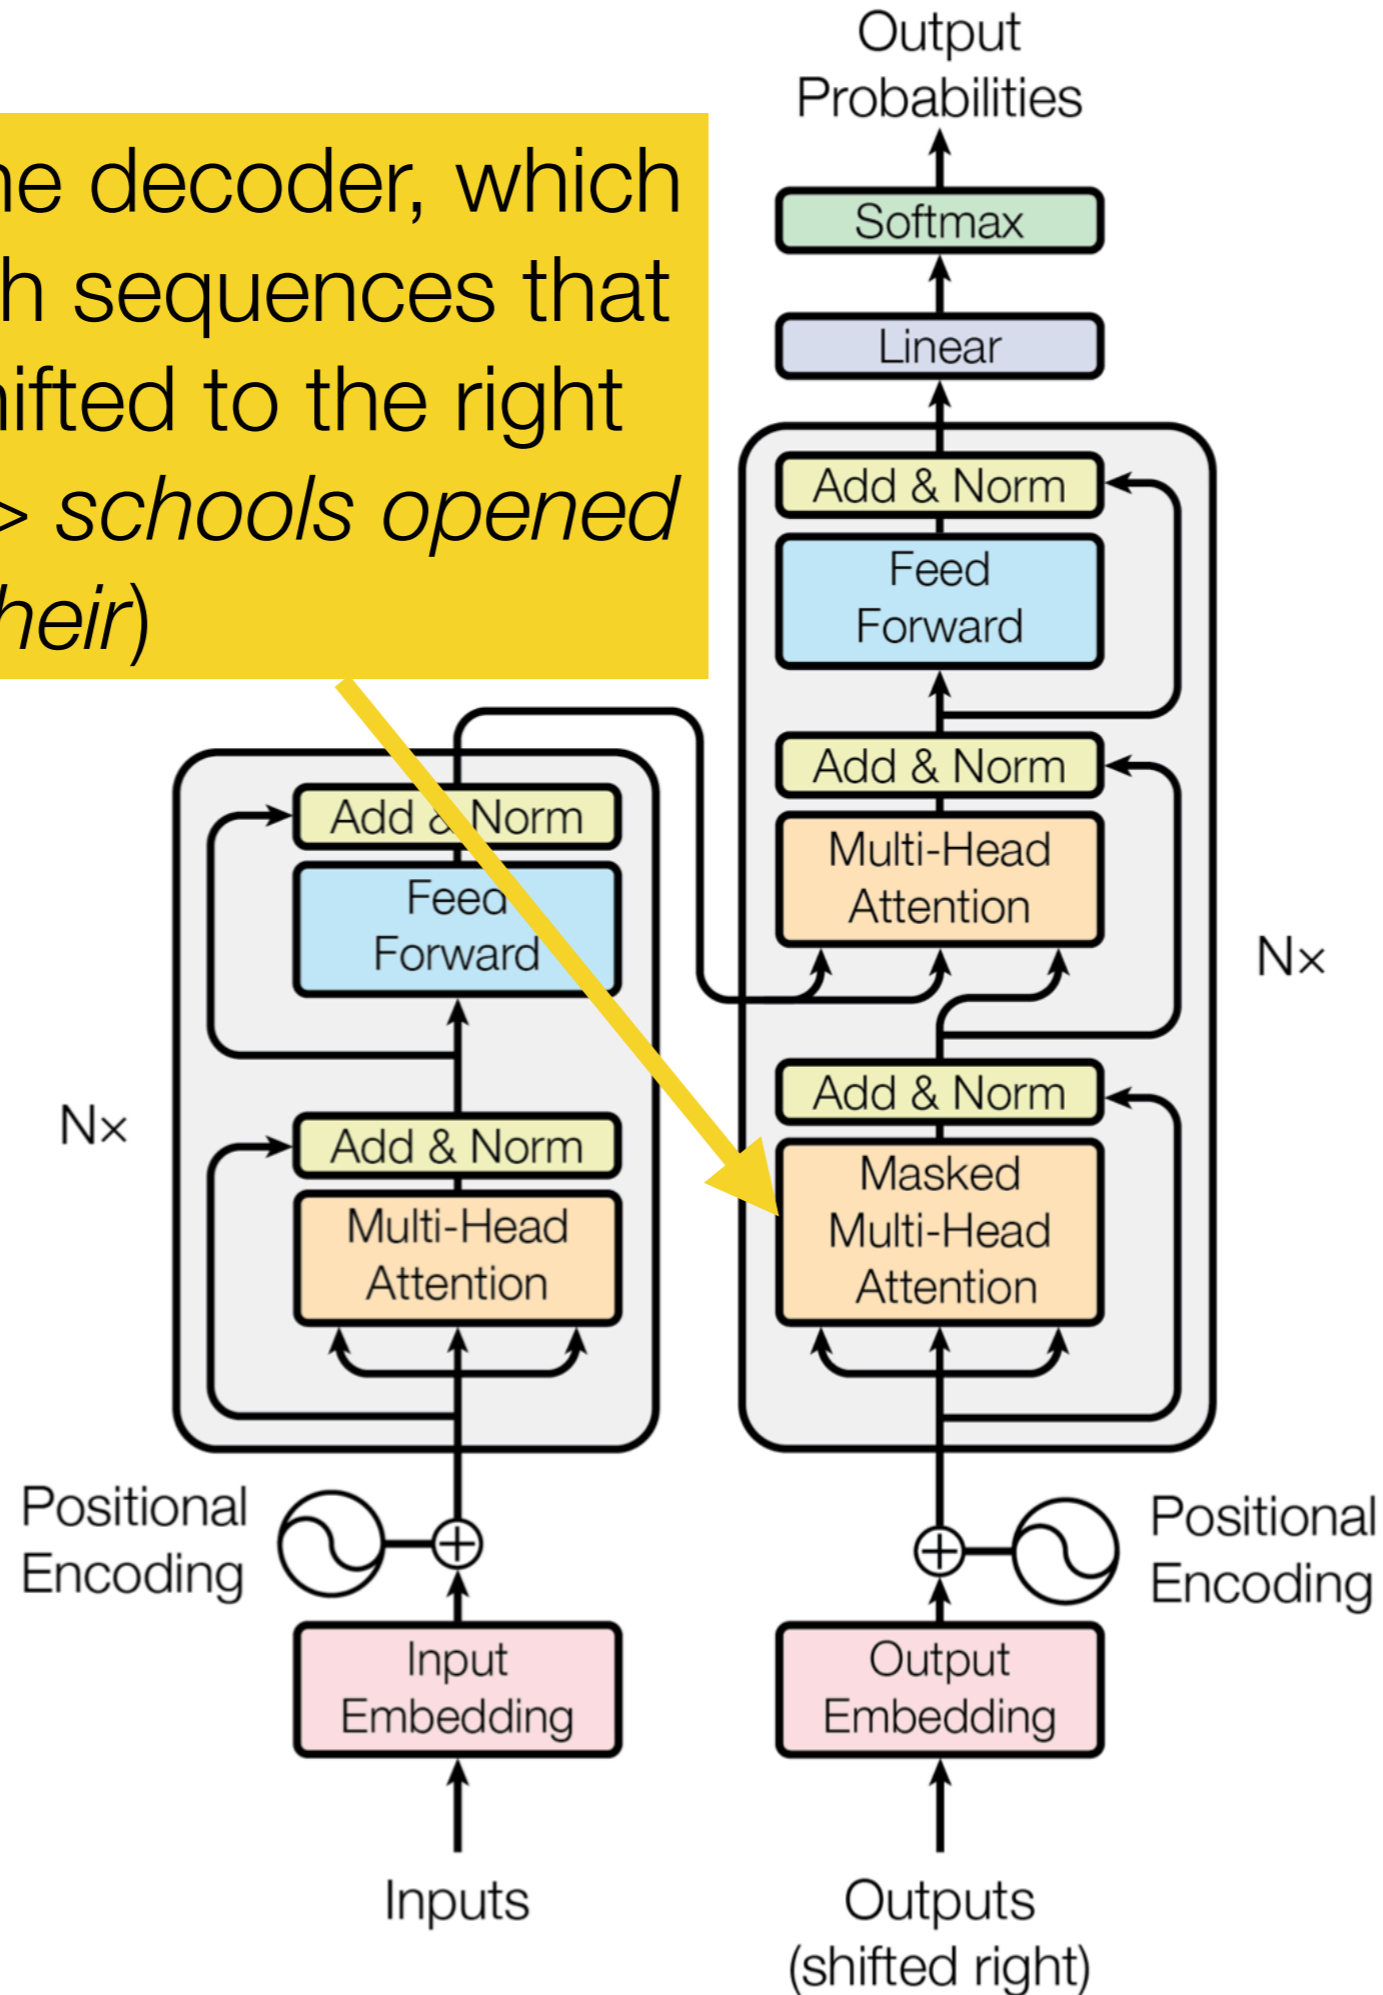 Output
Probabilities
he decoder, which
h sequences that
hifted to the right
> schools opened
heir)
Softmax
Linear
Add & Norm
Feed
Forward
Add & Norm
Multi-Head
Attention
Nx
Add & Norm
Masked
Multi-Head
Attention
Add & Norm
Feed
Forward
Nx
Add & Norm
Multi-Head
Attention
Positional
Encoding
Positional
Encoding
Input
Embedding
Output
Embedding
Inputs
Outputs
(shifted right)